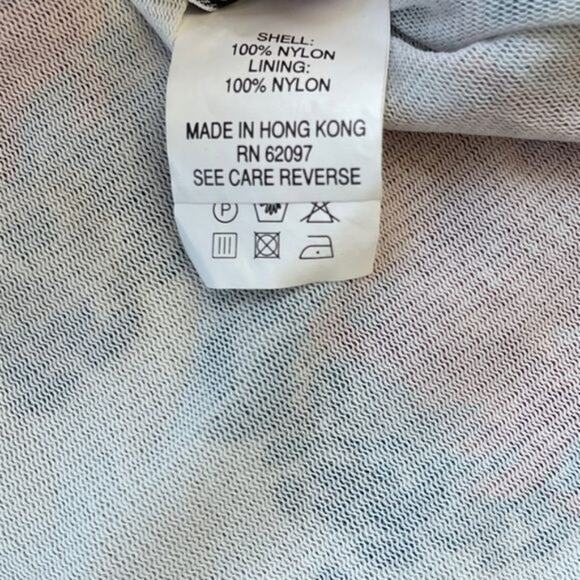 SHELL:
100% NYLON
LINING:
100% NYLON
MADE IN HONG KONG
RN 62097
SEE CARE REVERSE
P